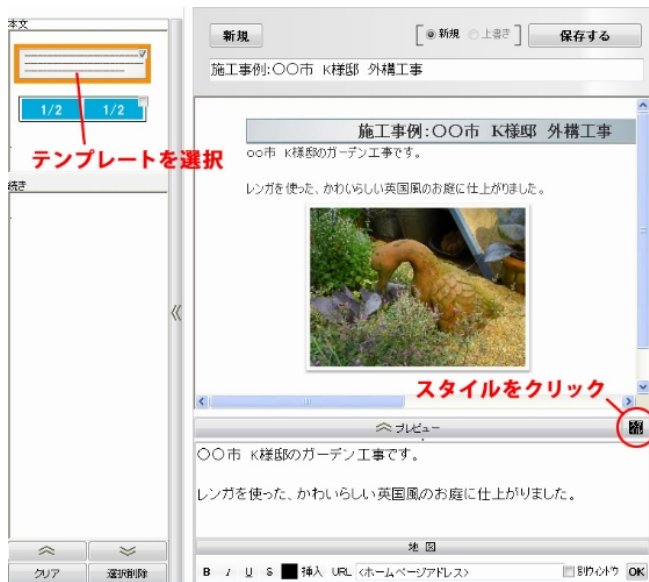 本文
1/2 1/2
テンプレートを選択
続き
クリア 選択削除
新規 新規 上書き 保存する
施工事例:〇〇市 K様邸 外構工事
施工事例:〇〇市 K様邸 外構工事
oo市 K様邸のガーデン工事です。
レンガを使った、かわいらしい英国風のお庭に仕上がりました。
スタイルをクリック
プレビュー
〇〇市 K様邸のガーデン工事です。
レンガを使った、かわいらしい英国風のお庭に仕上がりました。
地 図
B I U S 挿入 URL <ホームページアドレス> 別ウィンドウ OK